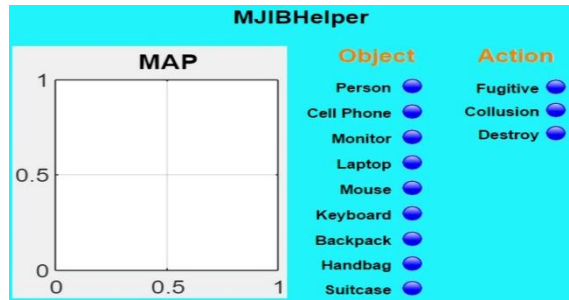 MJIBHelper
MAP
1
0.5
0
0
0.5
1
Object
Person
Cell Phone
Monitor
Laptop
Mouse
Keyboard
Backpack
Handbag
Suitcase
Action
Fugitive
Collusion
Destroy